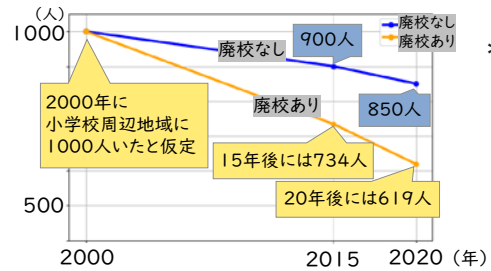 (人)
1000
500
2000
2015
2020
(年)
廃校なし
廃校あり
廃校なし
900人
850人
廃校あり
2000年に
小学校周辺地域に
1000人いたと仮定
15年後には734人
20年後には619人